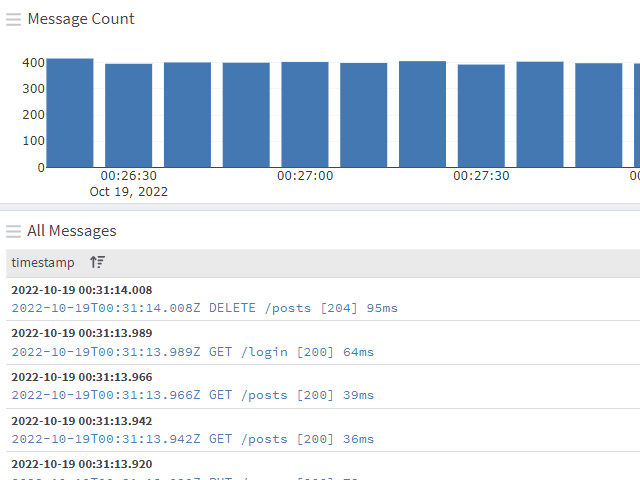 Message Count
400
300
200
100
0
00:26:30 00:27:00 00:27:30
Oct 19, 2022
All Messages
timestamp
2022-10-19 00:31:14.008
2022-10-19T00:31:14.008Z DELETE /posts [204] 95ms
2022-10-19 00:31:13.989
2022-10-19T00:31:13.989Z GET /login [200] 64ms
2022-10-19 00:31:13.966
2022-10-19T00:31:13.966Z GET /posts [200] 39ms
2022-10-19 00:31:13.942
2022-10-19T00:31:13.942Z GET /posts [200] 36ms
2022-10-19 00:31:13.920